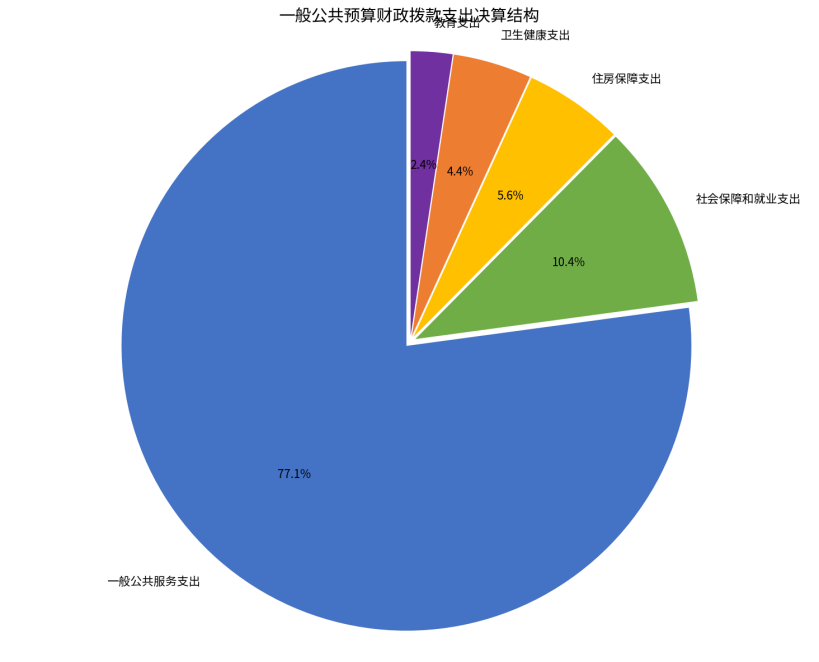 一般公共预算财政拨款支出决算结构
教育支出
卫生健康支出
住房保障支出
社会保障和就业支出
2.4%
4.4%
5.6%
10.4%
77.1%
一般公共服务支出